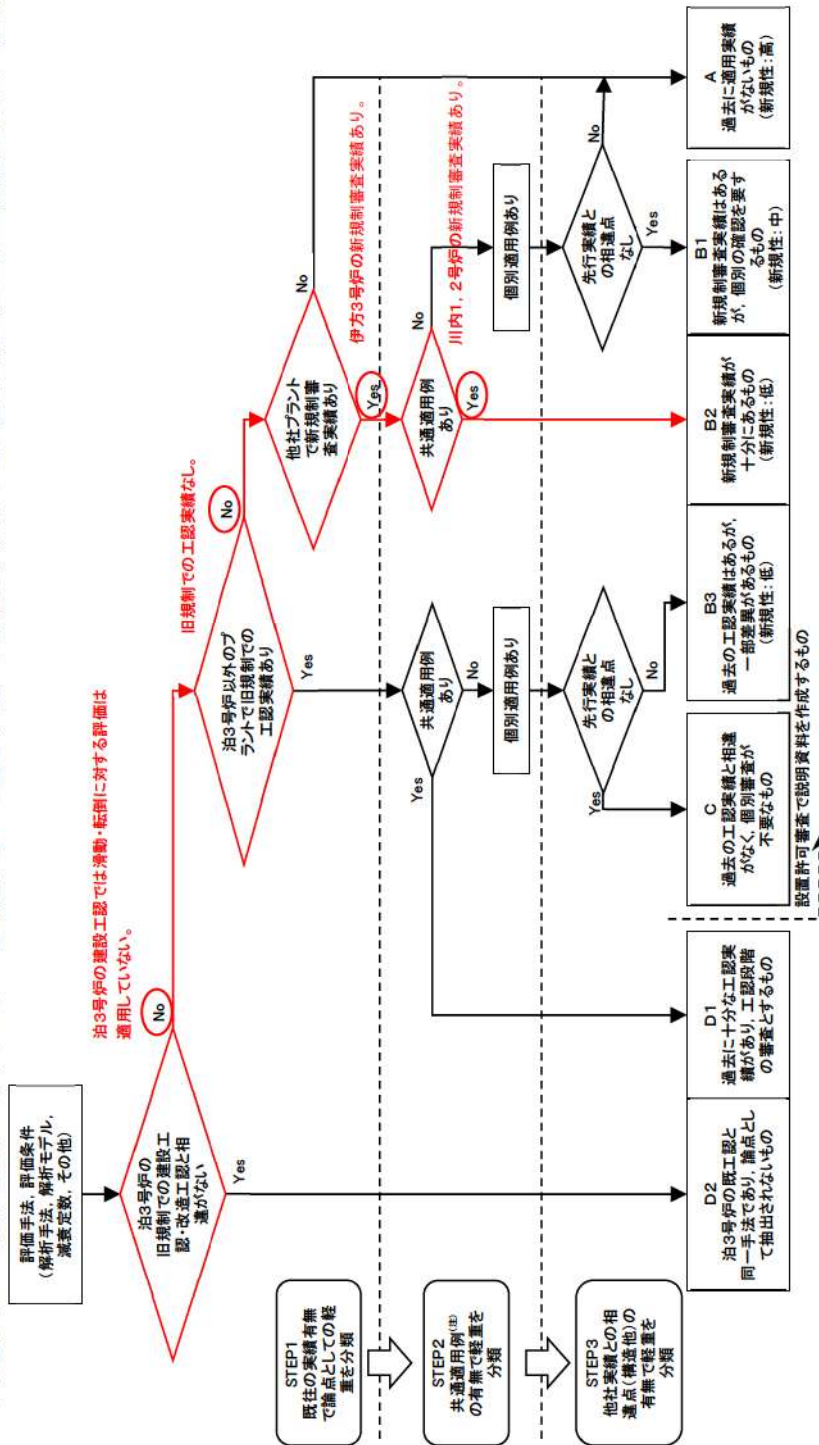 評価手法，評価条件
（解析手法，解析モデル，
減衰定数，その他）
泊3号炉の
旧規制での建設工
認・改造工認と相
違がない
No
Yes
泊3号炉の建設工認では滑動・転倒に対する評価は
適用していない。
泊3号炉以外のプ
ラントで旧規制での
工認実績あり
No
Yes
旧規制での工認実績なし。
他社プラント
で新規制審
査実績あり
No
Yes
伊方3号炉の新規制審査実績あり。
STEP1
既往の実績有無
で論点としての軽
重を分類
STEP2
共通適用例(注)
の有無で軽重を
分類
共通適用例
あり
Yes
No
個別適用例あり
共通適用例
あり
No
Yes
川内1，2号炉の新規制審査実績あり。
個別適用例あり
STEP3
他社実績との相
違点(構造他)の
有無で軽重を
分類
先行実績と
の相違点
なし
Yes
No
先行実績と
の相違点
なし
No
Yes
D2
泊3号炉の既工認と
同一手法であり，論点とし
て抽出されないもの
D1
過去に十分な工認実
績があり，工認段階
の審査とするもの
C
過去の工認実績と相違
がなく，個別審査が
不要なもの
B3
過去の工認実績はあるが，
一部差異があるもの
（新規性：低）
B2
新規制審査実績が
十分にあるもの
（新規性：低）
B1
新規制審査実績はある
が，個別の確認を要す
るもの
（新規性：中）
A
過去に適用実績
がないもの
（新規性：高）
設置許可審査で説明資料を作成するもの